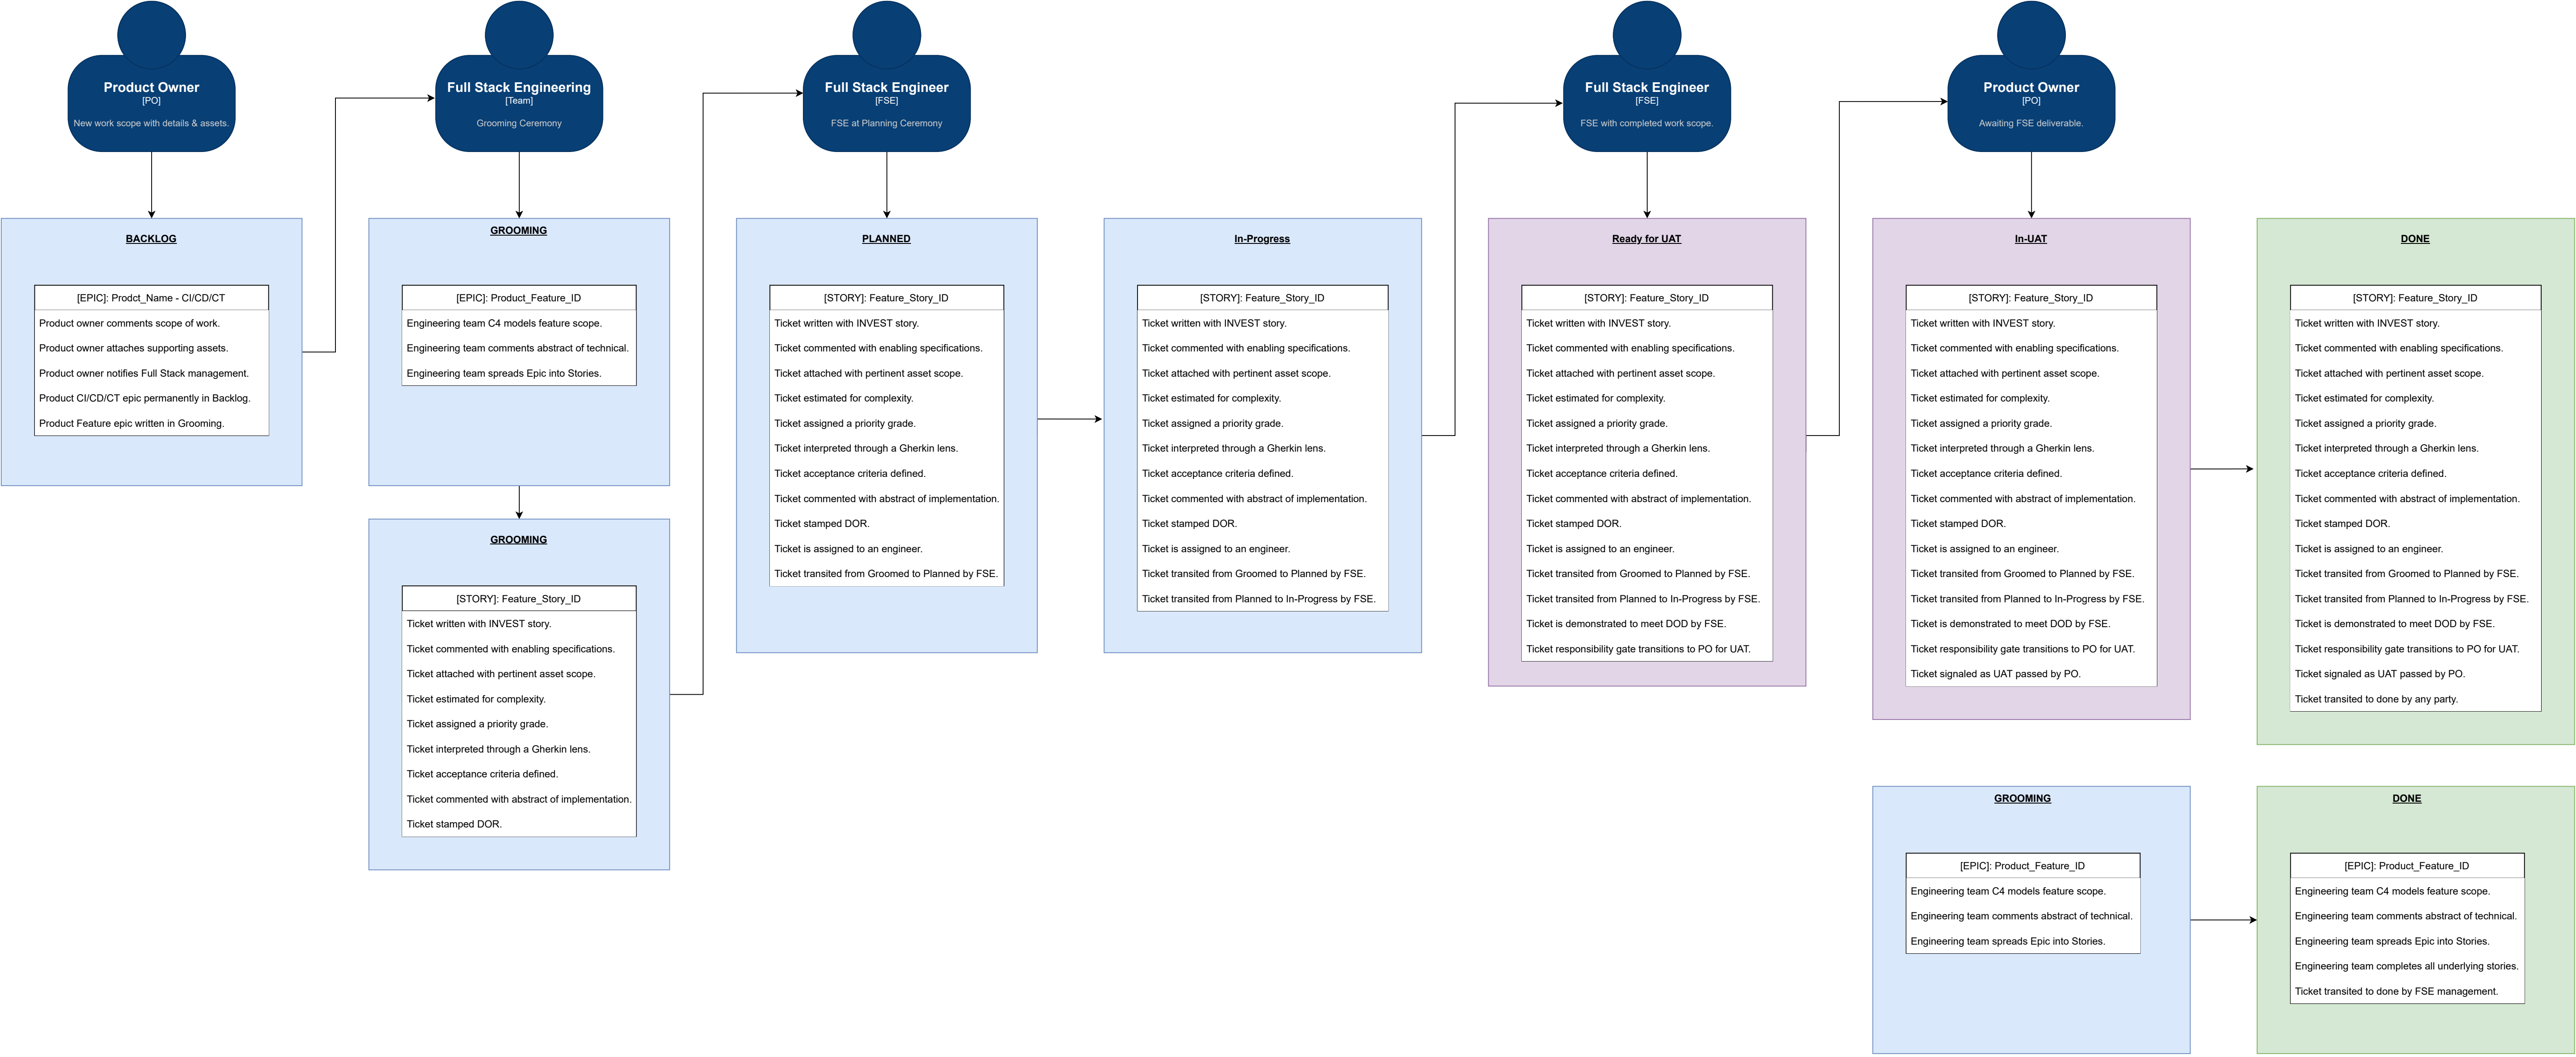 Product Owner
[PO]
New work scope with details & assets.
Full Stack Engineering
[Team]
Grooming Ceremony
Full Stack Engineer
[FSE]
FSE at Planning Ceremony
Full Stack Engineer
[FSE]
FSE with completed work scope.
Product Owner
[PO]
Awaiting FSE deliverable.
BACKLOG
[EPIC]: Prodct_Name - CI/CD/CT
Product owner comments scope of work.
Product owner attaches supporting assets.
Product owner notifies Full Stack management.
Product CI/CD/CT epic permanently in Backlog.
Product Feature epic written in Grooming.
GROOMING
[EPIC]: Product_Feature_ID
Engineering team C4 models feature scope.
Engineering team comments abstract of technical.
Engineering team spreads Epic into Stories.
GROOMING
[STORY]: Feature_Story_ID
Ticket written with INVEST story.
Ticket commented with enabling specifications.
Ticket attached with pertinent asset scope.
Ticket estimated for complexity.
Ticket assigned a priority grade.
Ticket interpreted through a Gherkin lens.
Ticket acceptance criteria defined.
Ticket commented with abstract of implementation.
Ticket stamped DOR.
PLANNED
[STORY]: Feature_Story_ID
Ticket written with INVEST story.
Ticket commented with enabling specifications.
Ticket attached with pertinent asset scope.
Ticket estimated for complexity.
Ticket assigned a priority grade.
Ticket interpreted through a Gherkin lens.
Ticket acceptance criteria defined.
Ticket commented with abstract of implementation.
Ticket stamped DOR.
Ticket is assigned to an engineer.
Ticket transited from Groomed to Planned by FSE.
In-Progress
[STORY]: Feature_Story_ID
Ticket written with INVEST story.
Ticket commented with enabling specifications.
Ticket attached with pertinent asset scope.
Ticket estimated for complexity.
Ticket assigned a priority grade.
Ticket interpreted through a Gherkin lens.
Ticket acceptance criteria defined.
Ticket commented with abstract of implementation.
Ticket stamped DOR.
Ticket is assigned to an engineer.
Ticket transited from Groomed to Planned by FSE.
Ticket transited from Planned to In-Progress by FSE.
Ready for UAT
[STORY]: Feature_Story_ID
Ticket written with INVEST story.
Ticket commented with enabling specifications.
Ticket attached with pertinent asset scope.
Ticket estimated for complexity.
Ticket assigned a priority grade.
Ticket interpreted through a Gherkin lens.
Ticket acceptance criteria defined.
Ticket commented with abstract of implementation.
Ticket stamped DOR.
Ticket is assigned to an engineer.
Ticket transited from Groomed to Planned by FSE.
Ticket transited from Planned to In-Progress by FSE.
Ticket is demonstrated to meet DOD by FSE.
Ticket responsibility gate transitions to PO for UAT.
In-UAT
[STORY]: Feature_Story_ID
Ticket written with INVEST story.
Ticket commented with enabling specifications.
Ticket attached with pertinent asset scope.
Ticket estimated for complexity.
Ticket assigned a priority grade.
Ticket interpreted through a Gherkin lens.
Ticket acceptance criteria defined.
Ticket commented with abstract of implementation.
Ticket stamped DOR.
Ticket is assigned to an engineer.
Ticket transited from Groomed to Planned by FSE.
Ticket transited from Planned to In-Progress by FSE.
Ticket is demonstrated to meet DOD by FSE.
Ticket responsibility gate transitions to PO for UAT.
Ticket signaled as UAT passed by PO.
DONE
[STORY]: Feature_Story_ID
Ticket written with INVEST story.
Ticket commented with enabling specifications.
Ticket attached with pertinent asset scope.
Ticket estimated for complexity.
Ticket assigned a priority grade.
Ticket interpreted through a Gherkin lens.
Ticket acceptance criteria defined.
Ticket commented with abstract of implementation.
Ticket stamped DOR.
Ticket is assigned to an engineer.
Ticket transited from Groomed to Planned by FSE.
Ticket transited from Planned to In-Progress by FSE.
Ticket is demonstrated to meet DOD by FSE.
Ticket responsibility gate transitions to PO for UAT.
Ticket signaled as UAT passed by PO.
Ticket transited to done by any party.
GROOMING
[EPIC]: Product_Feature_ID
Engineering team C4 models feature scope.
Engineering team comments abstract of technical.
Engineering team spreads Epic into Stories.
DONE
[EPIC]: Product_Feature_ID
Engineering team C4 models feature scope.
Engineering team comments abstract of technical.
Engineering team spreads Epic into Stories.
Engineering team completes all underlying stories.
Ticket transited to done by FSE management.